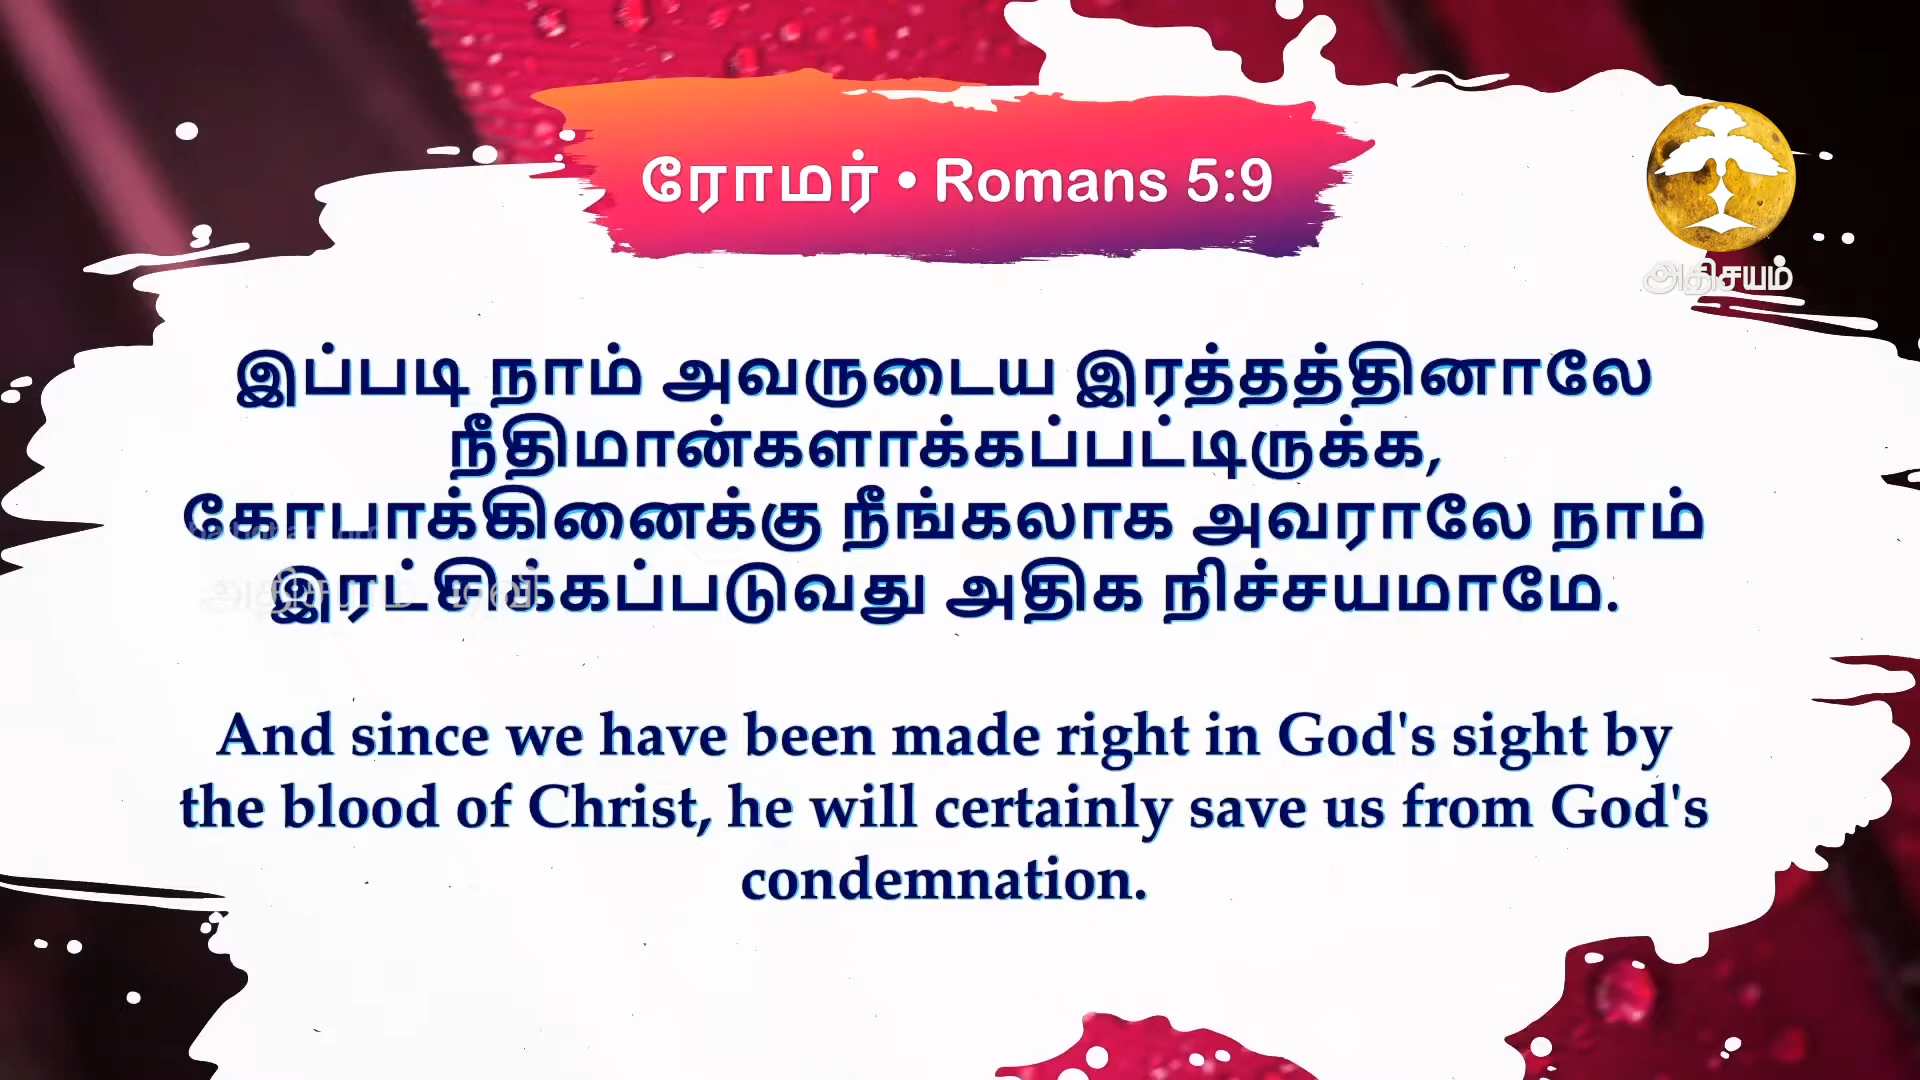 ரோமர் • Romans 5:9
அதிசயம்
இப்படி நாம் அவருடைய இரத்தத்தினாலே
நீதிமான்களாக்கப்பட்டிருக்க,
கோபாக்கினைக்கு நீங்கலாக அவராலே நாம்
இரட்சிக்கப்படுவது அதிக நிச்சயமாமே.
And since we have been made right in God's sight by
the blood of Christ, he will certainly save us from God's
condemnation.